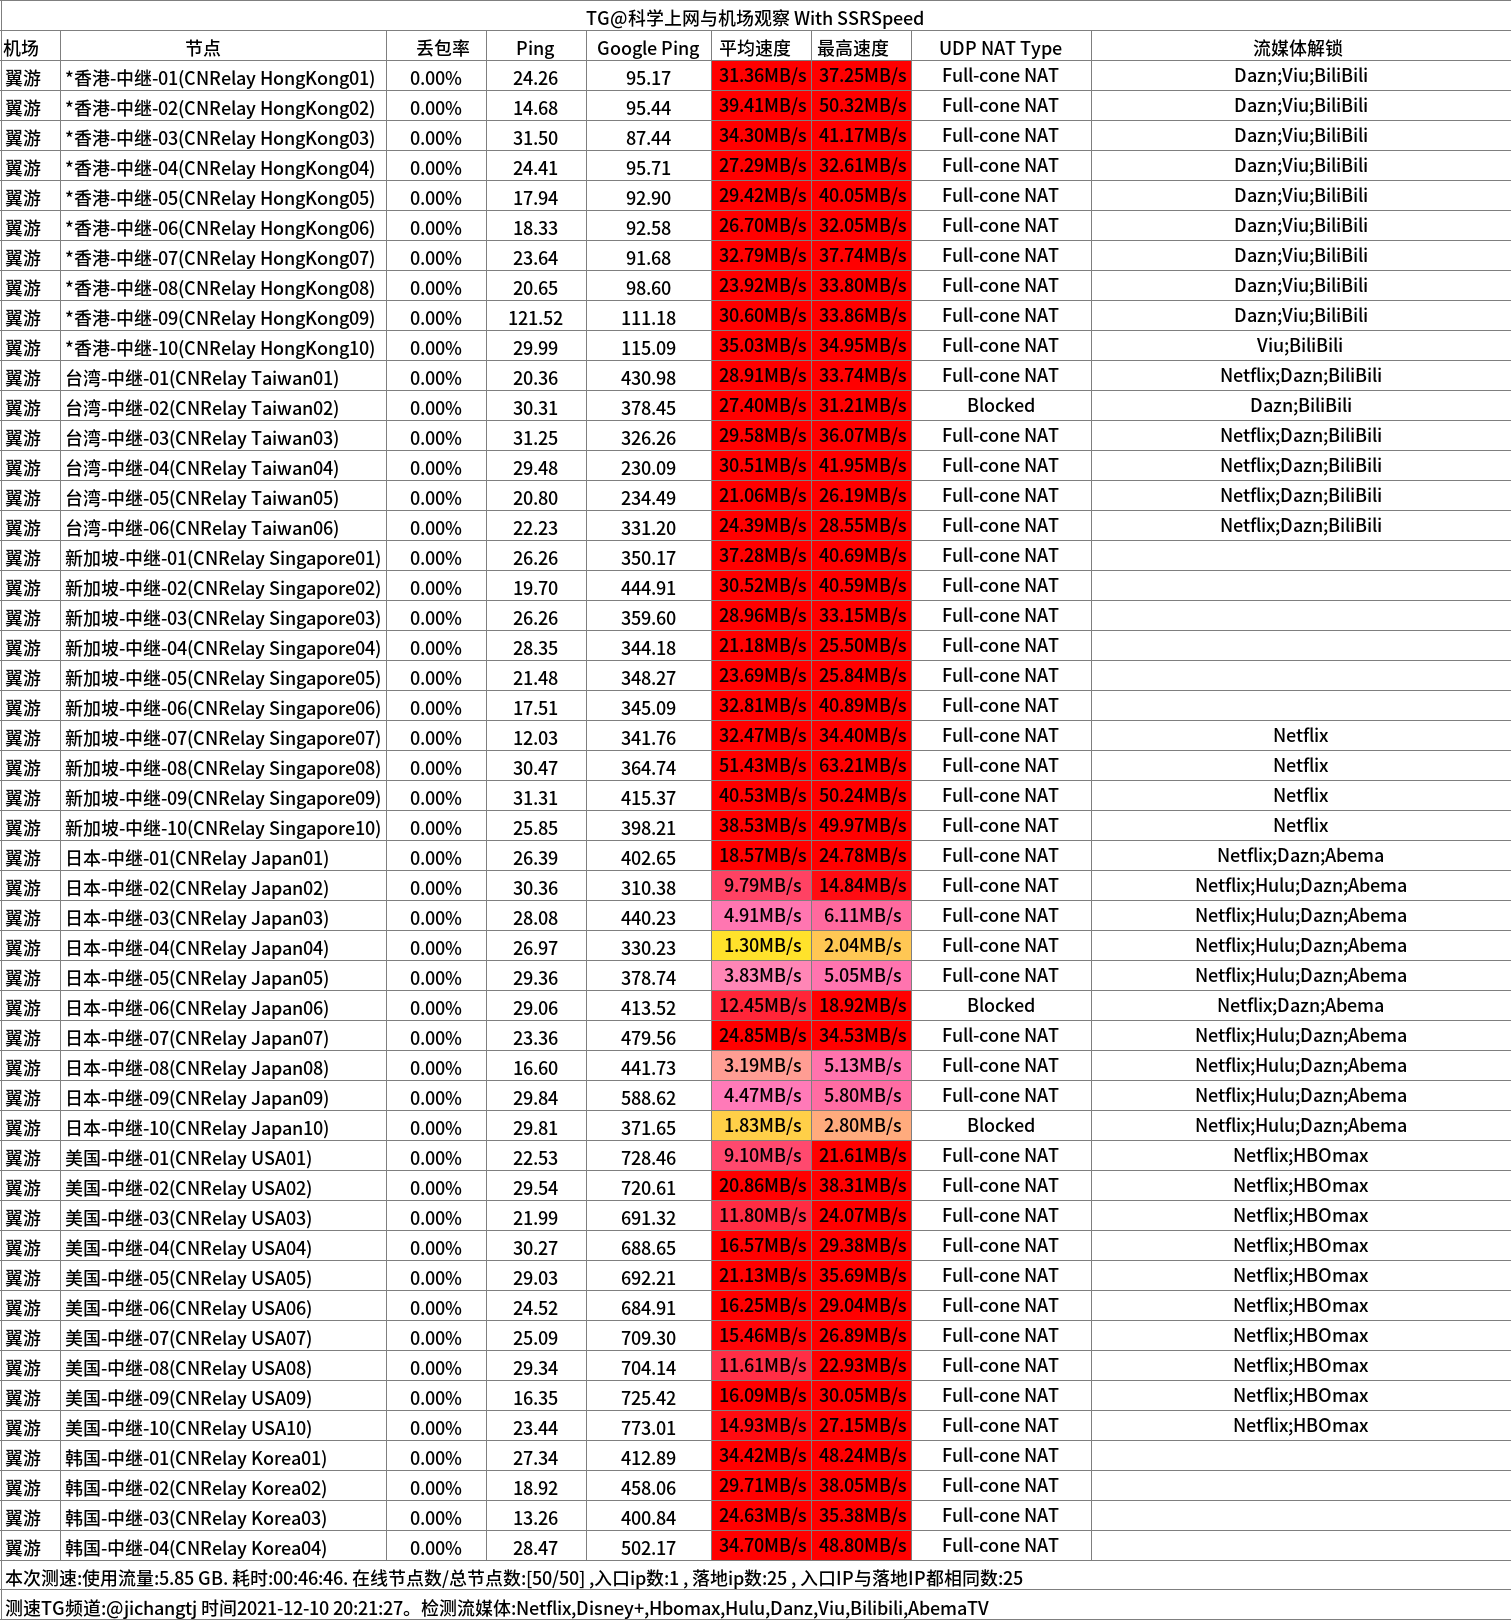 TG@科学上网与机场观察 With SSRSpeed
机场 节点 丢包率 Ping Google Ping 平均速度 最高速度 UDP NAT Type 流媒体解锁
翼游 *香港-中继-01(CNRelay HongKong01) 0.00% 24.26 95.17 31.36MB/s 37.25MB/s Full-cone NAT Dazn;Viu;BiliBili
翼游 *香港-中继-02(CNRelay HongKong02) 0.00% 14.68 95.44 39.41MB/s 50.32MB/s Full-cone NAT Dazn;Viu;BiliBili
翼游 *香港-中继-03(CNRelay HongKong03) 0.00% 31.50 87.44 34.30MB/s 41.17MB/s Full-cone NAT Dazn;Viu;BiliBili
翼游 *香港-中继-04(CNRelay HongKong04) 0.00% 24.41 95.71 27.29MB/s 32.61MB/s Full-cone NAT Dazn;Viu;BiliBili
翼游 *香港-中继-05(CNRelay HongKong05) 0.00% 17.94 92.90 29.42MB/s 40.05MB/s Full-cone NAT Dazn;Viu;BiliBili
翼游 *香港-中继-06(CNRelay HongKong06) 0.00% 18.33 92.58 26.70MB/s 32.05MB/s Full-cone NAT Dazn;Viu;BiliBili
翼游 *香港-中继-07(CNRelay HongKong07) 0.00% 23.64 91.68 32.79MB/s 37.74MB/s Full-cone NAT Dazn;Viu;BiliBili
翼游 *香港-中继-08(CNRelay HongKong08) 0.00% 20.65 98.60 23.92MB/s 33.80MB/s Full-cone NAT Dazn;Viu;BiliBili
翼游 *香港-中继-09(CNRelay HongKong09) 0.00% 121.52 111.18 30.60MB/s 33.86MB/s Full-cone NAT Dazn;Viu;BiliBili
翼游 *香港-中继-10(CNRelay HongKong10) 0.00% 29.99 115.09 35.03MB/s 34.95MB/s Full-cone NAT Viu;BiliBili
翼游 台湾-中继-01(CNRelay Taiwan01) 0.00% 20.36 430.98 28.91MB/s 33.74MB/s Full-cone NAT Netflix;Dazn;BiliBili
翼游 台湾-中继-02(CNRelay Taiwan02) 0.00% 30.31 378.45 27.40MB/s 31.21MB/s Blocked Dazn;BiliBili
翼游 台湾-中继-03(CNRelay Taiwan03) 0.00% 31.25 326.26 29.58MB/s 36.07MB/s Full-cone NAT Netflix;Dazn;BiliBili
翼游 台湾-中继-04(CNRelay Taiwan04) 0.00% 29.48 230.09 30.51MB/s 41.95MB/s Full-cone NAT Netflix;Dazn;BiliBili
翼游 台湾-中继-05(CNRelay Taiwan05) 0.00% 20.80 234.49 21.06MB/s 26.19MB/s Full-cone NAT Netflix;Dazn;BiliBili
翼游 台湾-中继-06(CNRelay Taiwan06) 0.00% 22.23 331.20 24.39MB/s 28.55MB/s Full-cone NAT Netflix;Dazn;BiliBili
翼游 新加坡-中继-01(CNRelay Singapore01) 0.00% 26.26 350.17 37.28MB/s 40.69MB/s Full-cone NAT
翼游 新加坡-中继-02(CNRelay Singapore02) 0.00% 19.70 444.91 30.52MB/s 40.59MB/s Full-cone NAT
翼游 新加坡-中继-03(CNRelay Singapore03) 0.00% 26.26 359.60 28.96MB/s 33.15MB/s Full-cone NAT
翼游 新加坡-中继-04(CNRelay Singapore04) 0.00% 28.35 344.18 21.18MB/s 25.50MB/s Full-cone NAT
翼游 新加坡-中继-05(CNRelay Singapore05) 0.00% 21.48 348.27 23.69MB/s 25.84MB/s Full-cone NAT
翼游 新加坡-中继-06(CNRelay Singapore06) 0.00% 17.51 345.09 32.81MB/s 40.89MB/s Full-cone NAT
翼游 新加坡-中继-07(CNRelay Singapore07) 0.00% 12.03 341.76 32.47MB/s 34.40MB/s Full-cone NAT Netflix
翼游 新加坡-中继-08(CNRelay Singapore08) 0.00% 30.47 364.74 51.43MB/s 63.21MB/s Full-cone NAT Netflix
翼游 新加坡-中继-09(CNRelay Singapore09) 0.00% 31.31 415.37 40.53MB/s 50.24MB/s Full-cone NAT Netflix
翼游 新加坡-中继-10(CNRelay Singapore10) 0.00% 25.85 398.21 38.53MB/s 49.97MB/s Full-cone NAT Netflix
翼游 日本-中继-01(CNRelay Japan01) 0.00% 26.39 402.65 18.57MB/s 24.78MB/s Full-cone NAT Netflix;Dazn;Abema
翼游 日本-中继-02(CNRelay Japan02) 0.00% 30.36 310.38 9.79MB/s 14.84MB/s Full-cone NAT Netflix;Hulu;Dazn;Abema
翼游 日本-中继-03(CNRelay Japan03) 0.00% 28.08 440.23 4.91MB/s 6.11MB/s Full-cone NAT Netflix;Hulu;Dazn;Abema
翼游 日本-中继-04(CNRelay Japan04) 0.00% 26.97 330.23 1.30MB/s 2.04MB/s Full-cone NAT Netflix;Hulu;Dazn;Abema
翼游 日本-中继-05(CNRelay Japan05) 0.00% 29.36 378.74 3.83MB/s 5.05MB/s Full-cone NAT Netflix;Hulu;Dazn;Abema
翼游 日本-中继-06(CNRelay Japan06) 0.00% 29.06 413.52 12.45MB/s 18.92MB/s Blocked Netflix;Dazn;Abema
翼游 日本-中继-07(CNRelay Japan07) 0.00% 23.36 479.56 24.85MB/s 34.53MB/s Full-cone NAT Netflix;Hulu;Dazn;Abema
翼游 日本-中继-08(CNRelay Japan08) 0.00% 16.60 441.73 3.19MB/s 5.13MB/s Full-cone NAT Netflix;Hulu;Dazn;Abema
翼游 日本-中继-09(CNRelay Japan09) 0.00% 29.84 588.62 4.47MB/s 5.80MB/s Full-cone NAT Netflix;Hulu;Dazn;Abema
翼游 日本-中继-10(CNRelay Japan10) 0.00% 29.81 371.65 1.83MB/s 2.80MB/s Blocked Netflix;Hulu;Dazn;Abema
翼游 美国-中继-01(CNRelay USA01) 0.00% 22.53 728.46 9.10MB/s 21.61MB/s Full-cone NAT Netflix;HBOmax
翼游 美国-中继-02(CNRelay USA02) 0.00% 29.54 720.61 20.86MB/s 38.31MB/s Full-cone NAT Netflix;HBOmax
翼游 美国-中继-03(CNRelay USA03) 0.00% 21.99 691.32 11.80MB/s 24.07MB/s Full-cone NAT Netflix;HBOmax
翼游 美国-中继-04(CNRelay USA04) 0.00% 30.27 688.65 16.57MB/s 29.38MB/s Full-cone NAT Netflix;HBOmax
翼游 美国-中继-05(CNRelay USA05) 0.00% 29.03 692.21 21.13MB/s 35.69MB/s Full-cone NAT Netflix;HBOmax
翼游 美国-中继-06(CNRelay USA06) 0.00% 24.52 684.91 16.25MB/s 29.04MB/s Full-cone NAT Netflix;HBOmax
翼游 美国-中继-07(CNRelay USA07) 0.00% 25.09 709.30 15.46MB/s 26.89MB/s Full-cone NAT Netflix;HBOmax
翼游 美国-中继-08(CNRelay USA08) 0.00% 29.34 704.14 11.61MB/s 22.93MB/s Full-cone NAT Netflix;HBOmax
翼游 美国-中继-09(CNRelay USA09) 0.00% 16.35 725.42 16.09MB/s 30.05MB/s Full-cone NAT Netflix;HBOmax
翼游 美国-中继-10(CNRelay USA10) 0.00% 23.44 773.01 14.93MB/s 27.15MB/s Full-cone NAT Netflix;HBOmax
翼游 韩国-中继-01(CNRelay Korea01) 0.00% 27.34 412.89 34.42MB/s 48.24MB/s Full-cone NAT
翼游 韩国-中继-02(CNRelay Korea02) 0.00% 18.92 458.06 29.71MB/s 38.05MB/s Full-cone NAT
翼游 韩国-中继-03(CNRelay Korea03) 0.00% 13.26 400.84 24.63MB/s 35.38MB/s Full-cone NAT
翼游 韩国-中继-04(CNRelay Korea04) 0.00% 28.47 502.17 34.70MB/s 48.80MB/s Full-cone NAT
本次测速:使用流量:5.85 GB. 耗时:00:46:46. 在线节点数/总节点数:[50/50] ,入口ip数:1 , 落地ip数:25 , 入口IP与落地IP都相同数:25
测速TG频道:@jichangtj 时间2021-12-10 20:21:27。检测流媒体:Netflix,Disney+,Hbomax,Hulu,Danz,Viu,Bilibili,AbemaTV